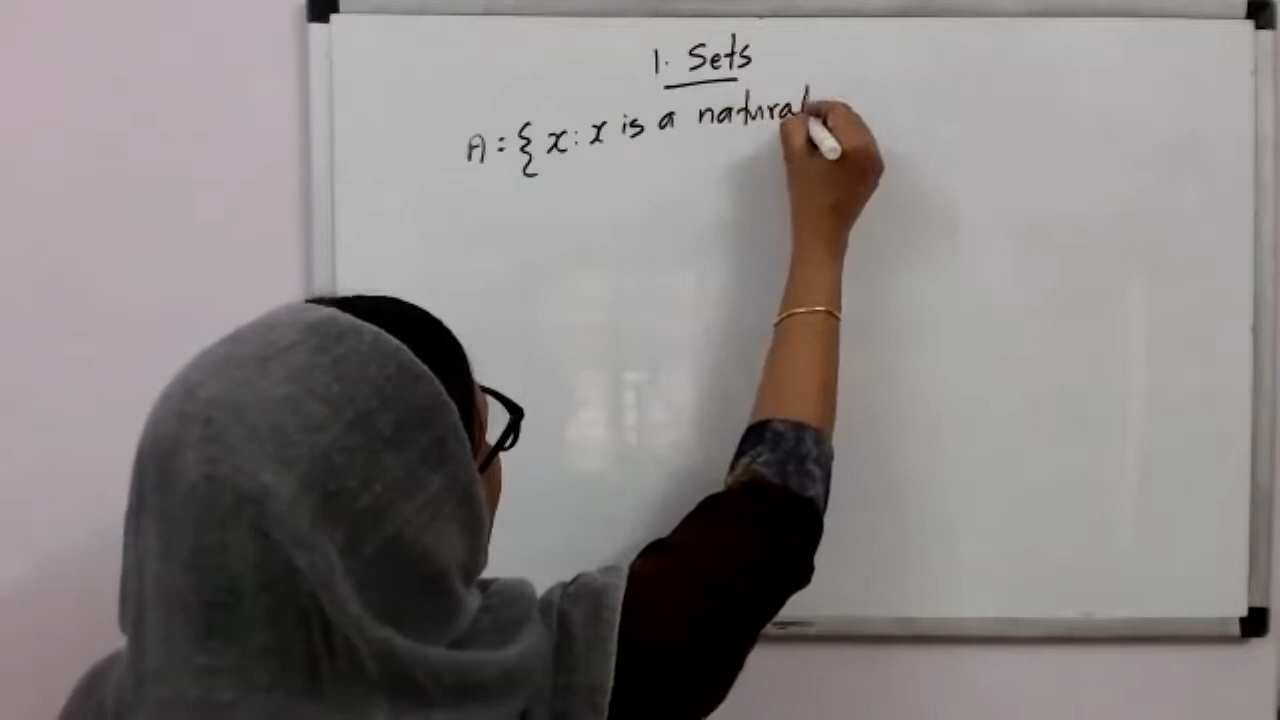 1. Sets
A = { x : x is a natural